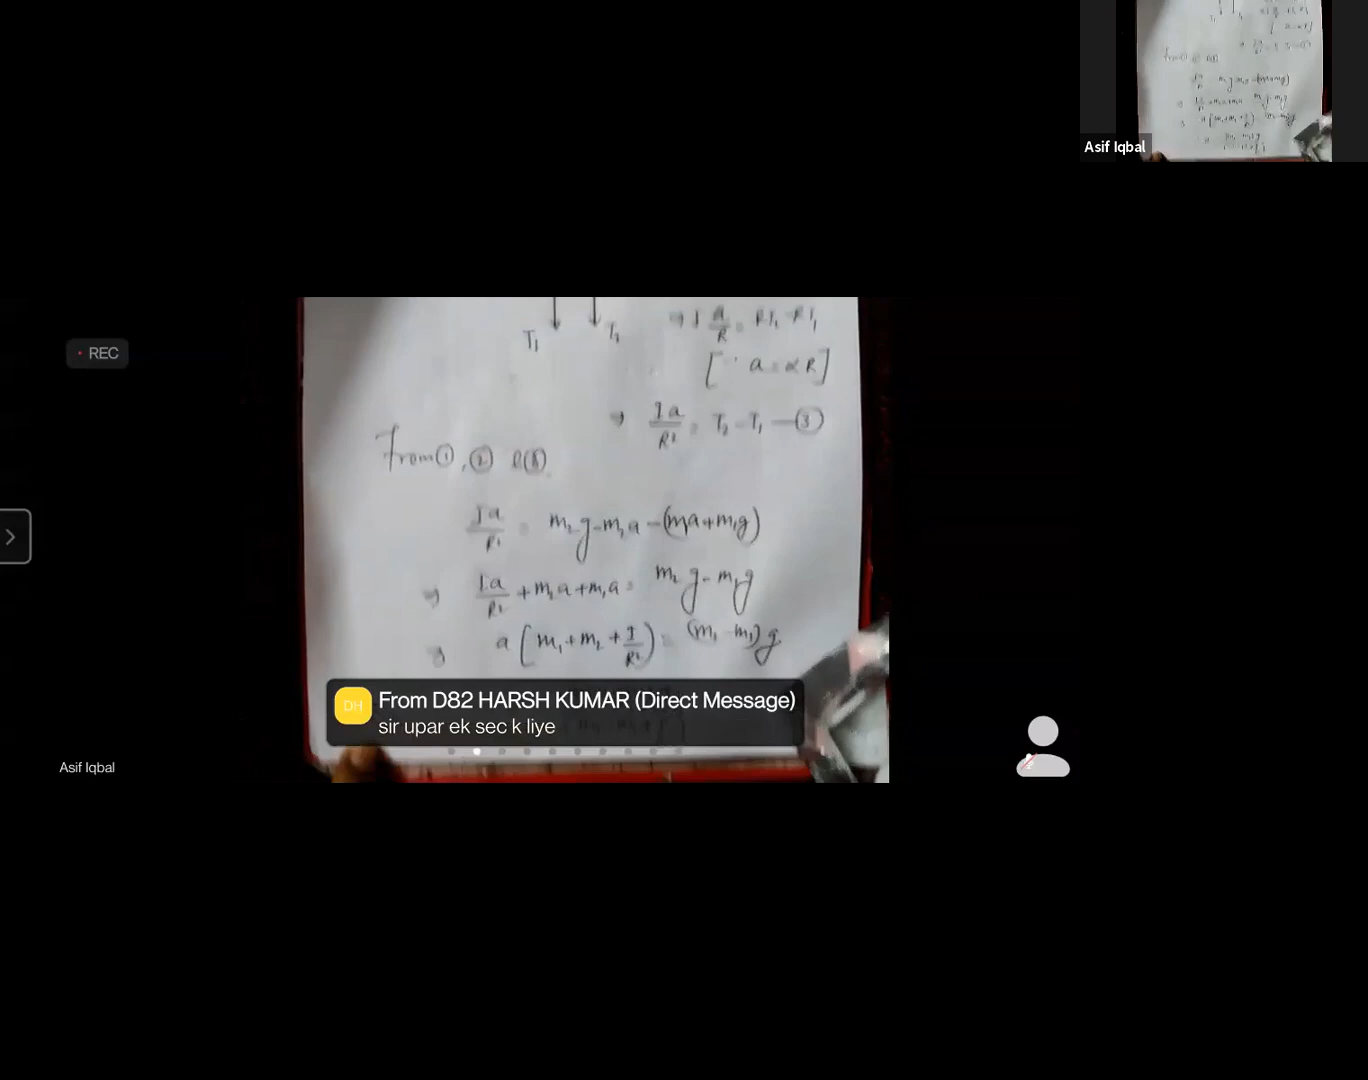 Asif Iqbal
REC
T₁ T₁
⇒ I a/R = RT₂ - RT₁
[∵ a = αR]
⇒ Ia/R² = T₂ - T₁ —③
From ①, ② & ③
Ia/R² = m₂g - m₂a - (m₁a + m₁g)
⇒ Ia/R² + m₂a + m₁a = m₂g - m₁g
⇒ a [m₁ + m₂ + I/R²] = (m₂ - m₁)g
DH From D82 HARSH KUMAR (Direct Message)
sir upar ek sec k liye
Asif Iqbal